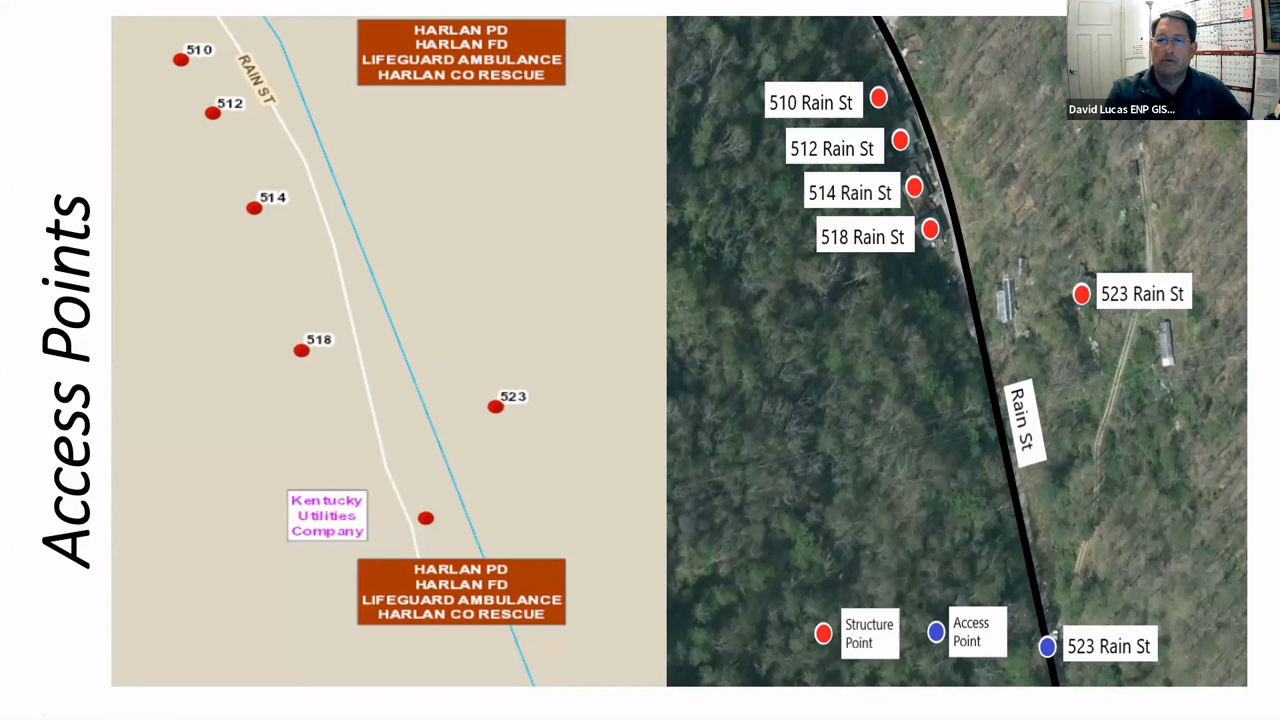 Access Points
510
512
514
518
523
RAIN ST
HARLAN PD
HARLAN FD
LIFEGUARD AMBULANCE
HARLAN CO RESCUE
Kentucky
Utilities
Company
HARLAN PD
HARLAN FD
LIFEGUARD AMBULANCE
HARLAN CO RESCUE
510 Rain St
512 Rain St
514 Rain St
518 Rain St
523 Rain St
Rain St
Structure
Point
Access
Point
523 Rain St
David Lucas ENP GIS...